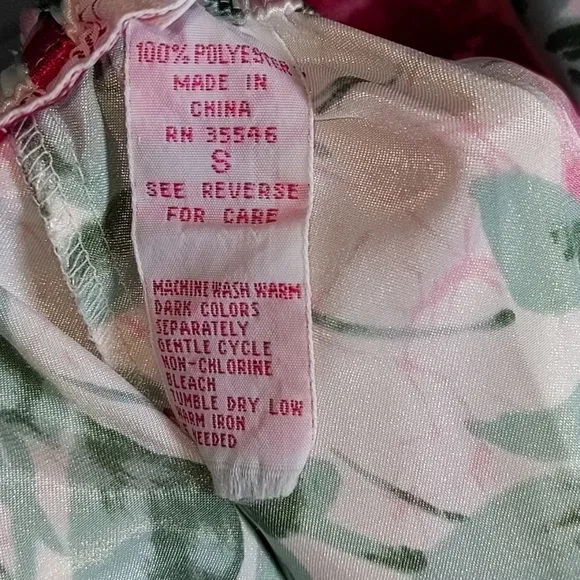 100% POLYESTER
MADE IN
CHINA
RN 35546
S
SEE REVERSE
FOR CARE
MACHINE WASH WARM
DARK COLORS
SEPARATELY
GENTLE CYCLE
NON-CHLORINE
BLEACH
TUMBLE DRY LOW
WARM IRON
NEEDED